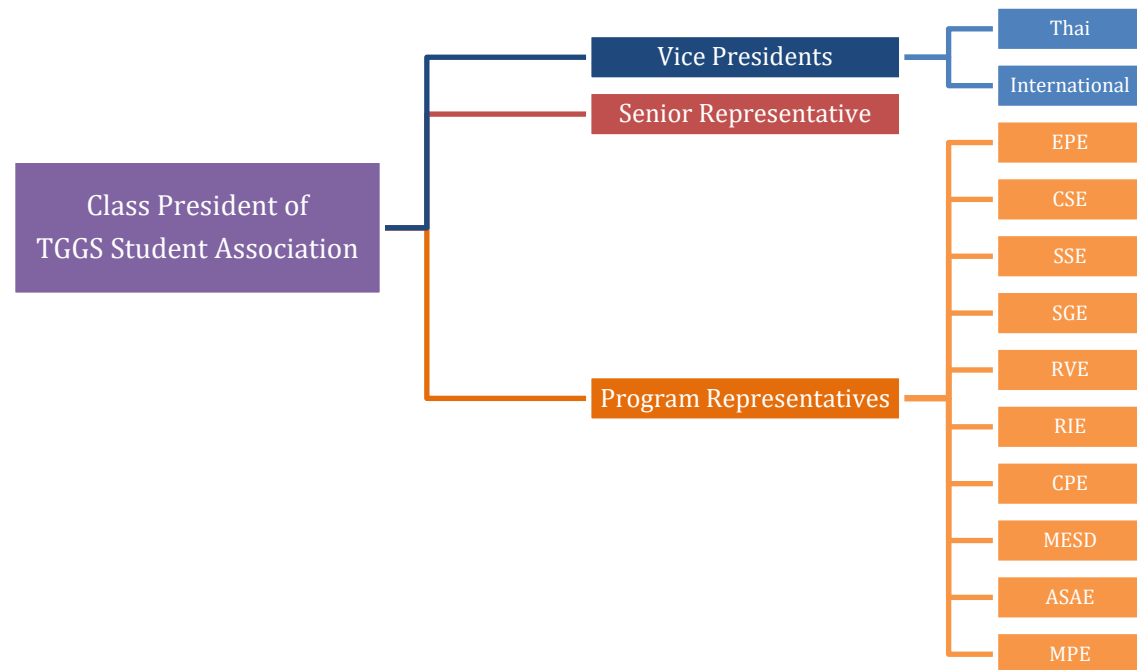 Class President of
TGGS Student Association
Vice Presidents
Thai
International
Senior Representative
Program Representatives
EPE
CSE
SSE
SGE
RVE
RIE
CPE
MESD
ASAE
MPE